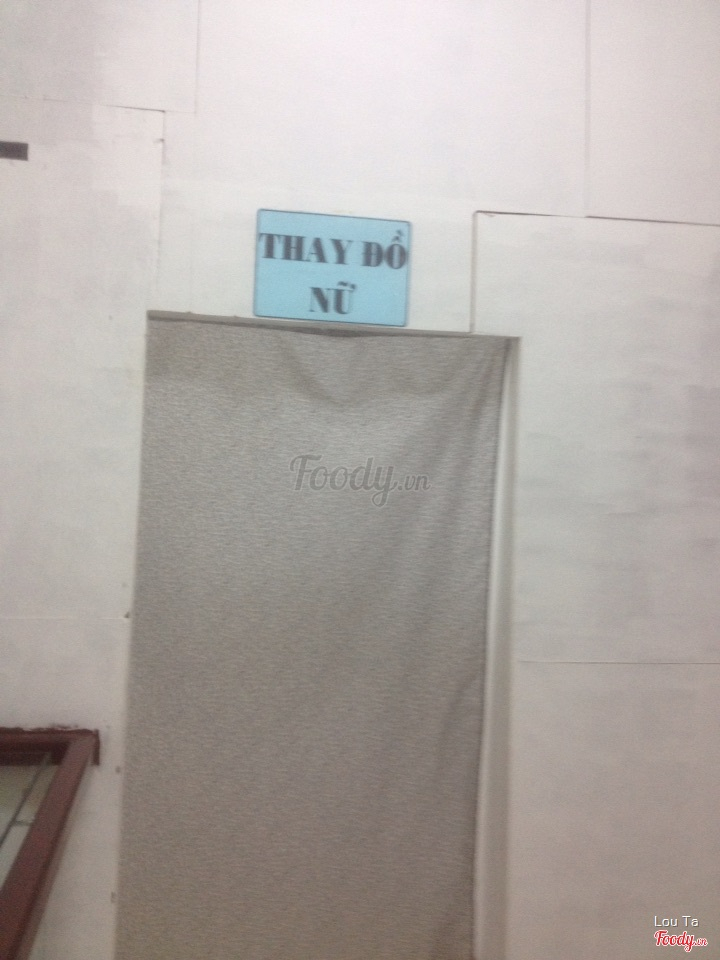 THAY ĐỒ
NỮ
Foody.vn
Lou Ta
Foody.vn